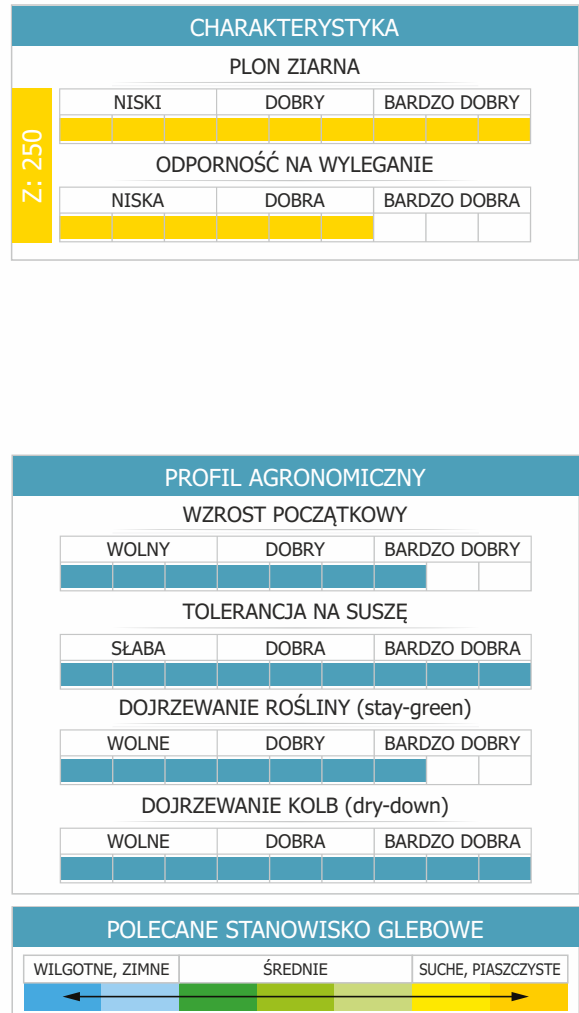 CHARAKTERYSTYKA
PLON ZIARNA
NISKI DOBRY BARDZO DOBRY
Z: 250
ODPORNOŚĆ NA WYLEGANIE
NISKA DOBRA BARDZO DOBRA
PROFIL AGRONOMICZNY
WZROST POCZĄTKOWY
WOLNY DOBRY BARDZO DOBRY
TOLERANCJA NA SUSZĘ
SŁABA DOBRA BARDZO DOBRA
DOJRZEWANIE ROŚLINY (stay-green)
WOLNE DOBRY BARDZO DOBRY
DOJRZEWANIE KOLB (dry-down)
WOLNE DOBRA BARDZO DOBRA
POLECANE STANOWISKO GLEBOWE
WILGOTNE, ZIMNE ŚREDNIE SUCHE, PIASZCZYSTE